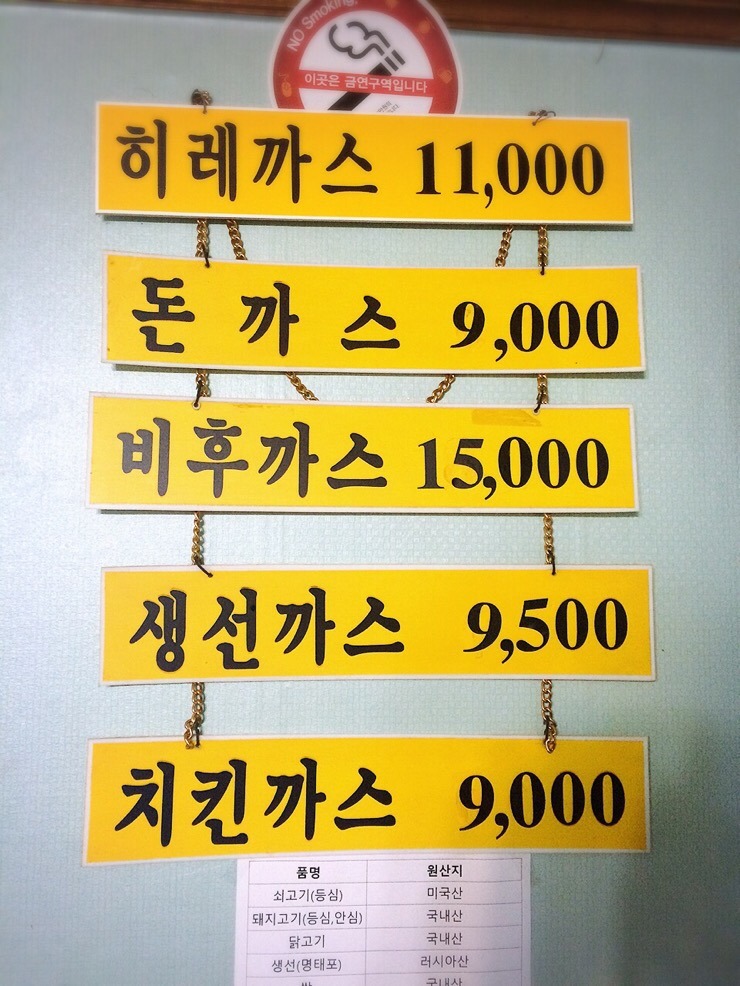 NO Smoking.
이곳은 금연구역입니다
히레까스 11,000
돈까스 9,000
비후까스 15,000
생선까스 9,500
치킨까스 9,000
품명 원산지
쇠고기(등심) 미국산
돼지고기(등심,안심) 국내산
닭고기 국내산
생선(명태포) 러시아산
쌀 국내산